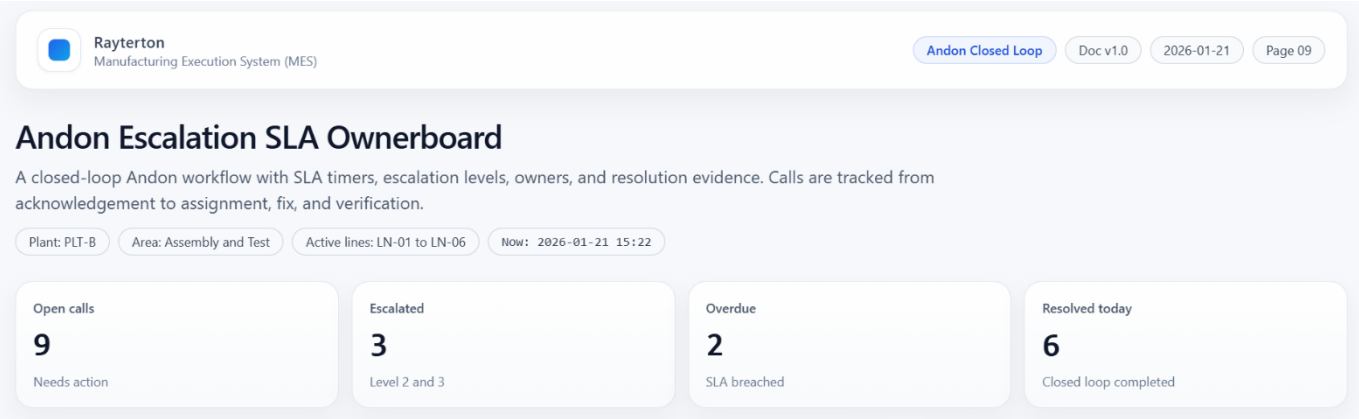 Rayterton
Manufacturing Execution System (MES)
Andon Closed Loop
Doc v1.0
2026-01-21
Page 09
Andon Escalation SLA Ownerboard
A closed-loop Andon workflow with SLA timers, escalation levels, owners, and resolution evidence. Calls are tracked from
acknowledgement to assignment, fix, and verification.
Plant: PLT-B
Area: Assembly and Test
Active lines: LN-01 to LN-06
Now: 2026-01-21 15:22
Open calls
9
Needs action
Escalated
3
Level 2 and 3
Overdue
2
SLA breached
Resolved today
6
Closed loop completed